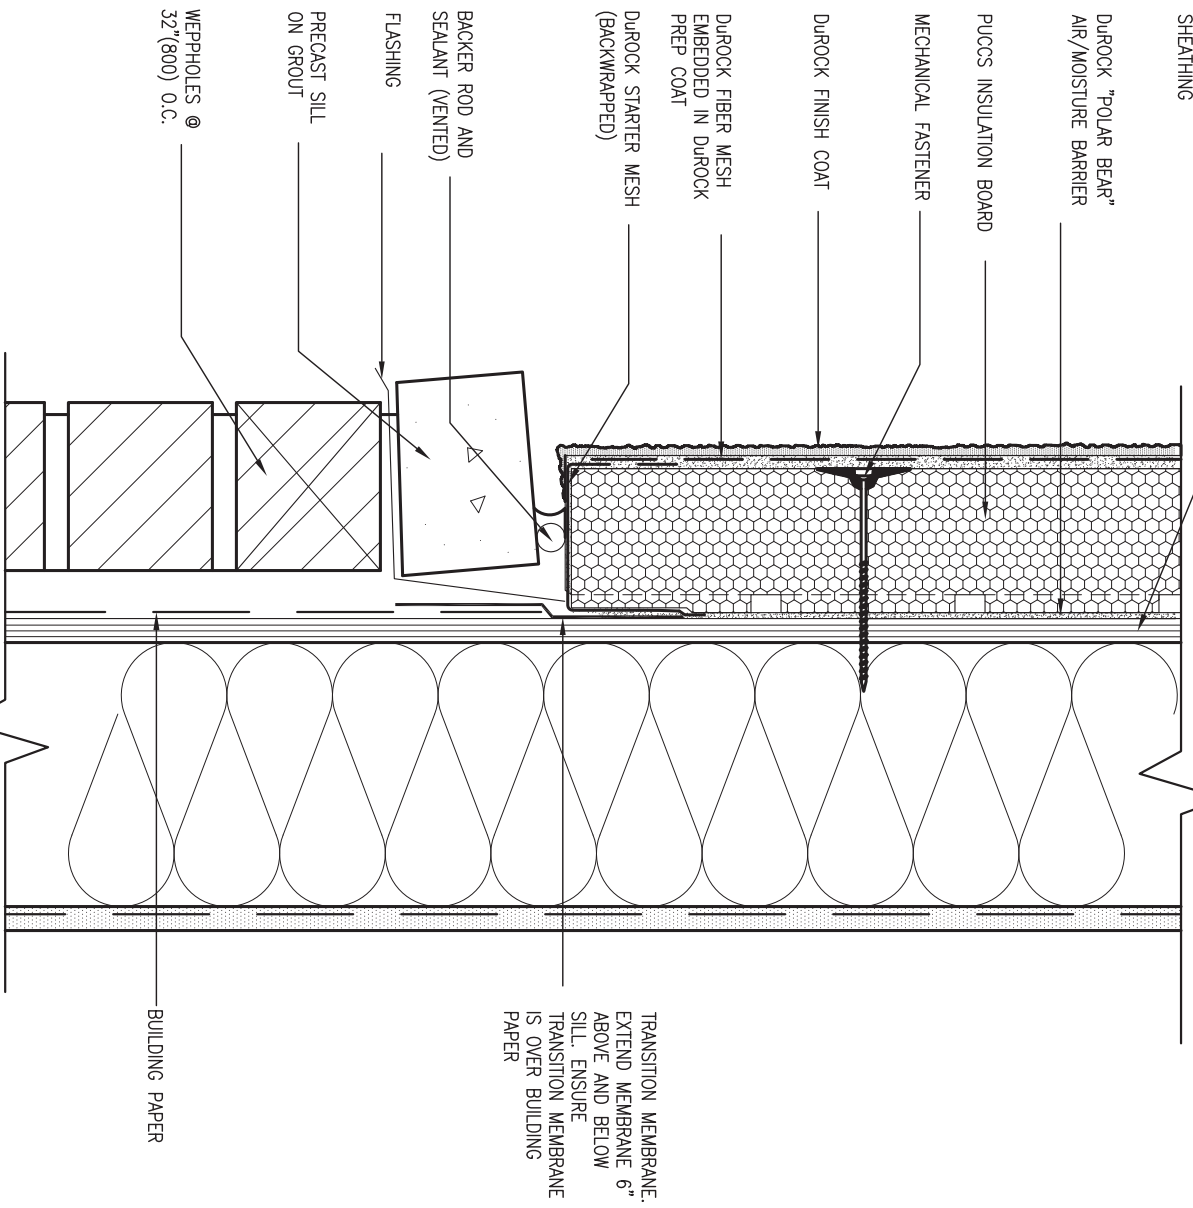 SHEATHING
DuROCK "POLAR BEAR"
AIR/MOISTURE BARRIER
PUCCS INSULATION BOARD
MECHANICAL FASTENER
DuROCK FINISH COAT
DuROCK FIBER MESH
EMBEDDED IN DuROCK
PREP COAT
DuROCK STARTER MESH
(BACKWRAPPED)
BACKER ROD AND
SEALANT (VENTED)
FLASHING
PRECAST SILL
ON GROUT
WEPPHOLES @
32"(800) O.C.
TRANSITION MEMBRANE.
EXTEND MEMBRANE 6"
ABOVE AND BELOW
SILL. ENSURE
TRANSITION MEMBRANE
IS OVER BUILDING
PAPER
BUILDING PAPER